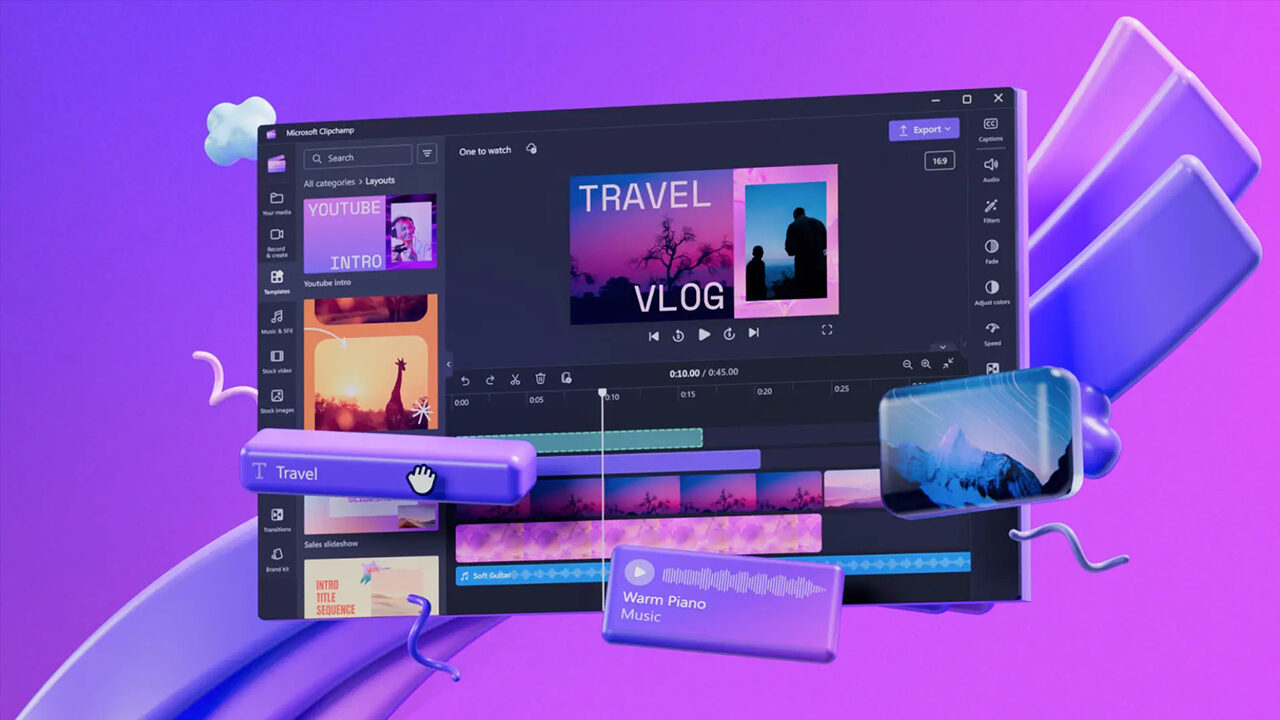 Microsoft Clipchamp
Search
All categories > Layouts
YOUTUBE
INTRO
Youtube intro
Sales slideshow
INTRO
TITLE
SEQUENCE
Your media
Record
& create
Templates
Music & SFX
Stock video
Stock images
Transitions
Brand kit
One to watch
Export
16:9
TRAVEL
VLOG
0:10.00 / 0:45.00
0:00
0:05
0:10
0:15
0:20
0:25
T Travel
Soft Guitar
Warm Piano
Music
CC
Captions
Audio
Filters
Fade
Adjust colors
Speed